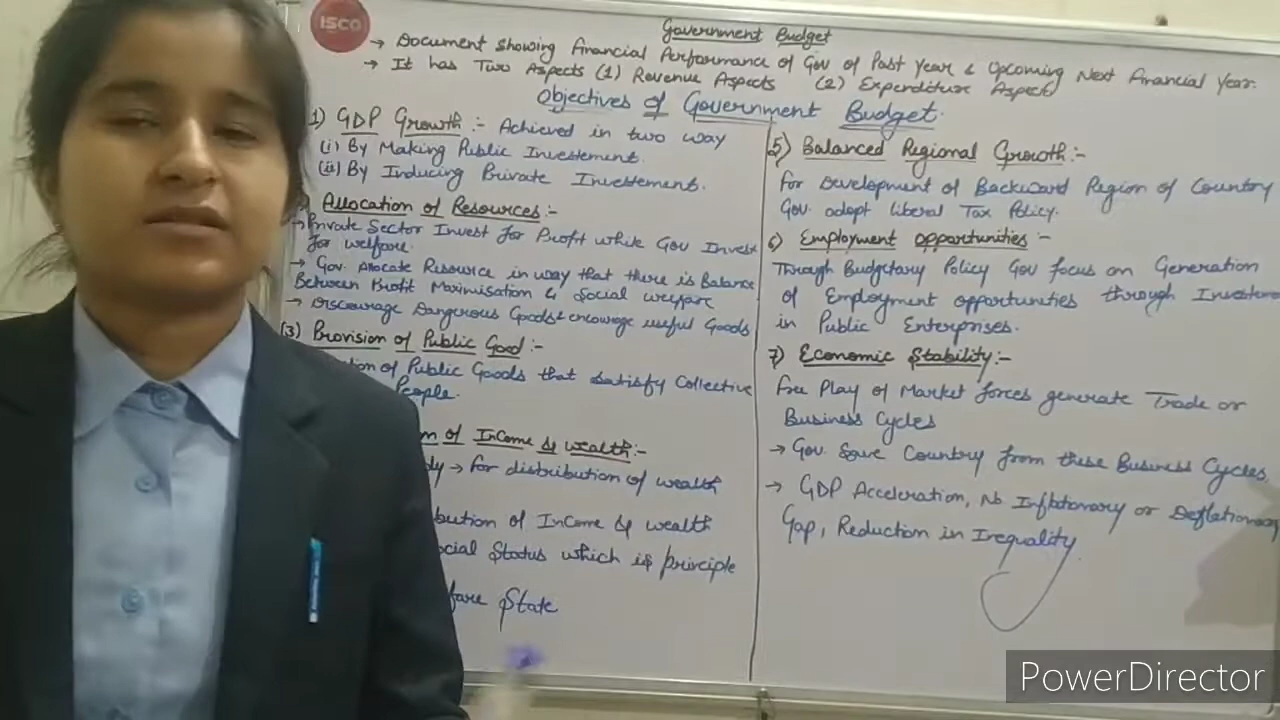 ISCO
Government Budget
→ Document showing Financial Performance of Gov of Past Year & Upcoming Next Financial Year.
→ It has Two Aspects (1) Revenue Aspects (2) Expenditure Aspect
Objectives of Government Budget.
1) GDP Growth:- Achieved in two way
(i) By Making Public Investement.
(ii) By Inducing Private Investement.
Allocation of Resources:-
→ Private Sector Invest for Profit while Gov Invest
for welfare.
→ Gov. Allocate Resource in way that there is Balance
Between Profit Maximisation & Social welfare
→ Discourage Dangerous Goods & encourage useful Goods
(3) Provision of Public Good:-
of Public Goods that satisfy Collective
People.
of Income & wealth:-
→ for distribution of wealth
of Income & wealth
Status which is principle
State
5) Balanced Regional Growth:-
for Development of Backward Region of Country
Gov. adopt liberal Tax Policy.
6) Employment opportunities:-
Through Budgetary Policy Gov focus on Generation
of Employment opportunities through
in Public Enterprises.
7) Economic Stability:-
Free Play of Market forces generate Trade or
Business Cycles
→ Gov. Save Country from these Business Cycles
→ GDP Acceleration, No Inflationary or Deflationary
Gap, Reduction in Inequality
PowerDirector